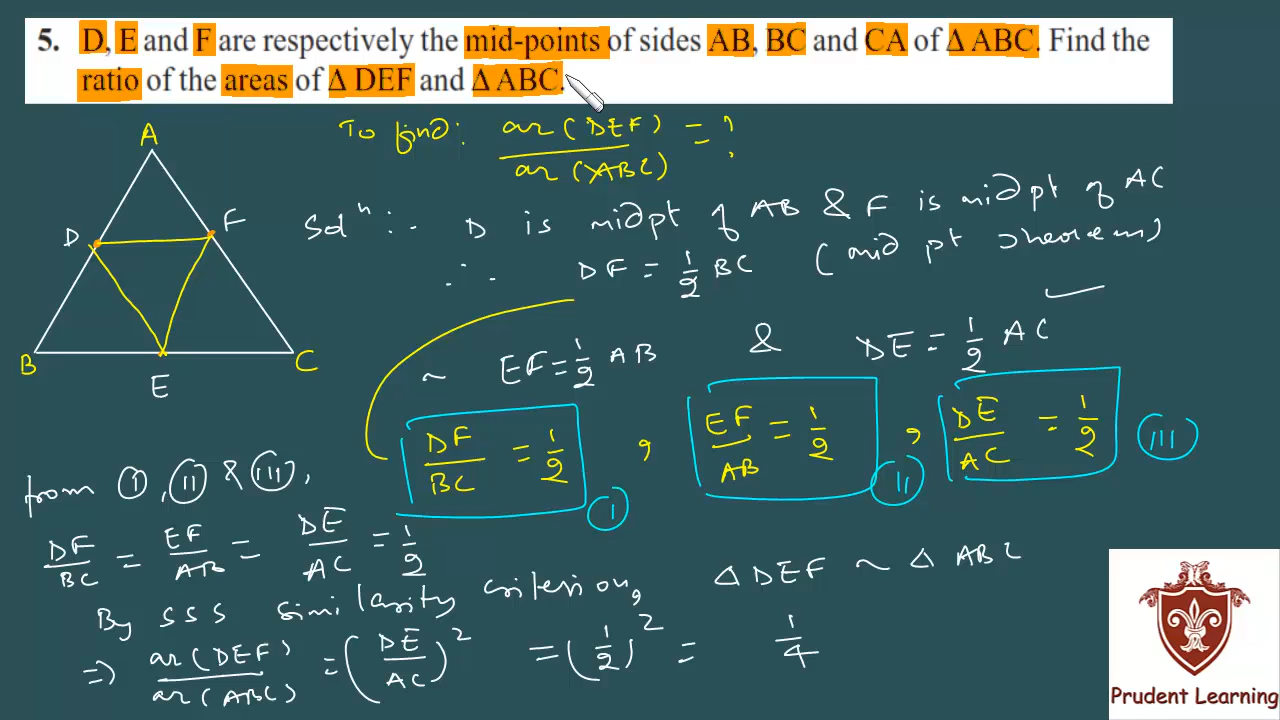 5. D, E and F are respectively the mid-points of sides AB, BC and CA of Δ ABC. Find the
ratio of the areas of Δ DEF and Δ ABC.
To find: ar(DEF)/ar(ABC) = ?
A
D
F
B
C
E
Solⁿ :- D is midpt of AB & F is midpt of AC
∴ DF = 1/2 BC (mid pt theorem)
~ EF = 1/2 AB & DE = 1/2 AC
DF/BC = 1/2 (I), EF/AB = 1/2 (II), DE/AC = 1/2 (III)
from (I), (II) & (III),
DF/BC = EF/AB = DE/AC = 1/2
By SSS similarity criterion, Δ DEF ~ Δ ABC
⇒ ar(DEF)/ar(ABC) = (DE/AC)² = (1/2)² = 1/4
Prudent Learning